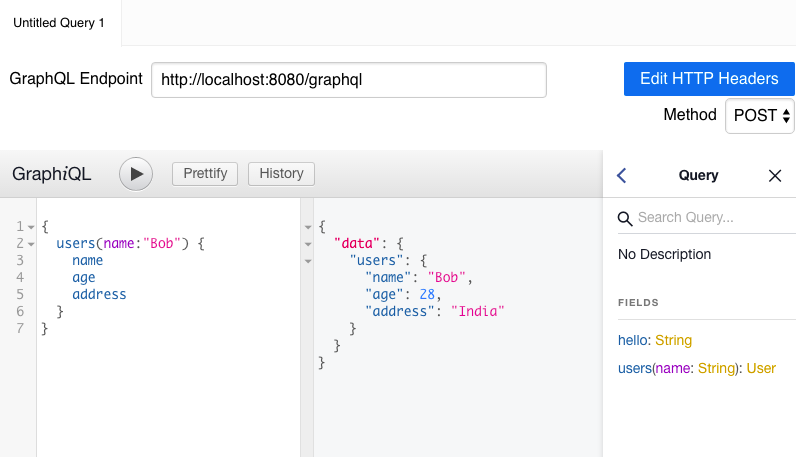 Untitled Query 1
GraphQL Endpoint http://localhost:8080/graphql Edit HTTP Headers
Method POST
GraphiQL Prettify History
1 {
2 users(name:"Bob") {
3 name
4 age
5 address
6 }
7 }
{
"data": {
"users": {
"name": "Bob",
"age": 28,
"address": "India"
}
}
}
Query
Search Query...
No Description
FIELDS
hello: String
users(name: String): User